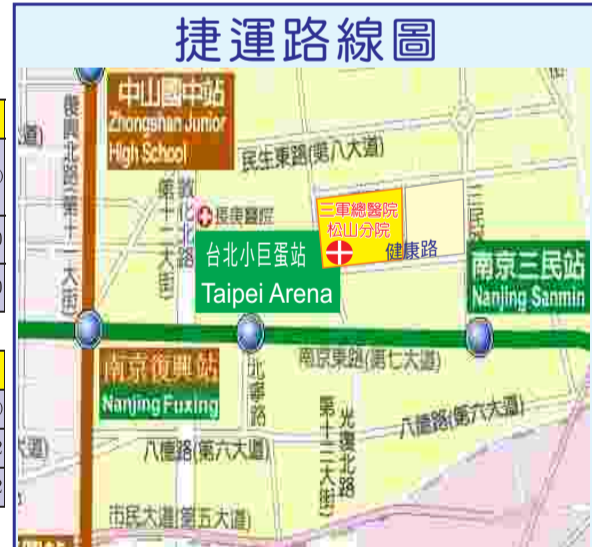 捷運路線圖
中山國中站
Zhongshan Junior
High School
復興北路(第十一大道)
民生東路(第八大道)
敦化北路
第十二大街)
長庚醫院
三軍總醫院
松山分院
健康路
三民路
台北小巨蛋站
Taipei Arena
南京三民站
Nanjing Sanmin
南京復興站
Nanjing Fuxing
北寧路
南京東路(第七大道)
光復北路
第十三大街)
八德路(第六大道)
八德路(第六大道)
市民大道(第五大道)